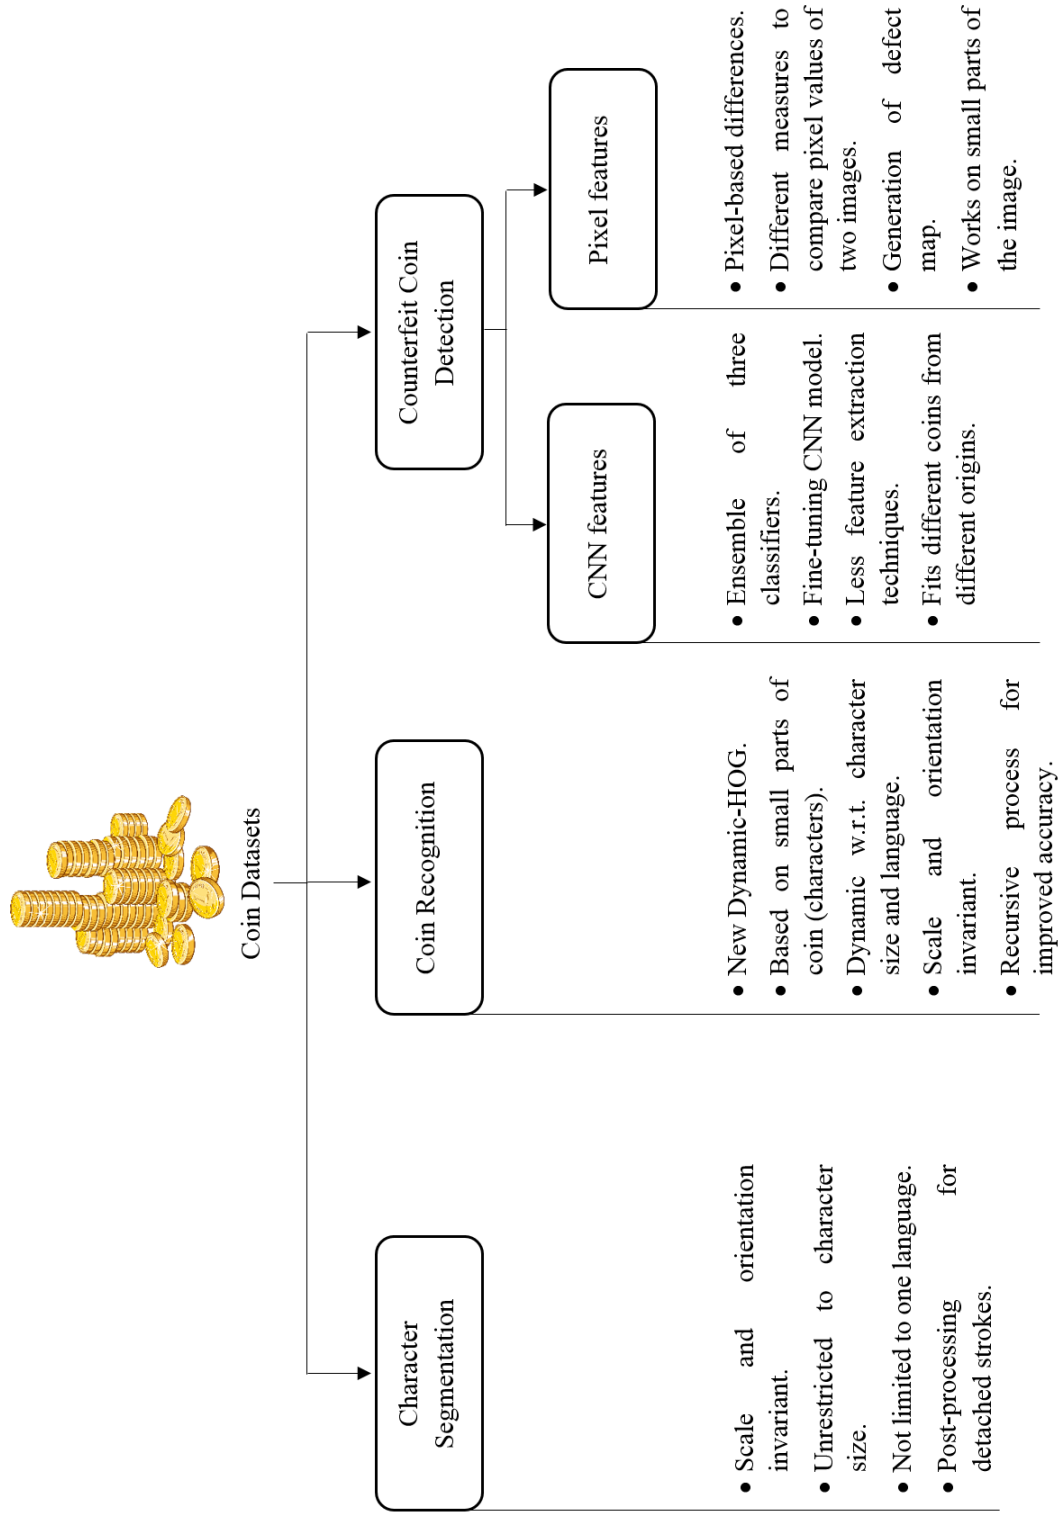 Coin Datasets
Character
Segmentation
Coin Recognition
Counterfeit Coin
Detection
CNN features
Pixel features
• Scale and orientation
invariant.
• Unrestricted to character
size.
• Not limited to one language.
• Post-processing for
detached strokes.
• New Dynamic-HOG.
• Based on small parts of
coin (characters).
• Dynamic w.r.t. character
size and language.
• Scale and orientation
invariant.
• Recursive process for
improved accuracy.
• Ensemble of three
classifiers.
• Fine-tuning CNN model.
• Less feature extraction
techniques.
• Fits different coins from
different origins.
• Pixel-based differences.
• Different measures to
compare pixel values of
two images.
• Generation of defect
map.
• Works on small parts of
the image.